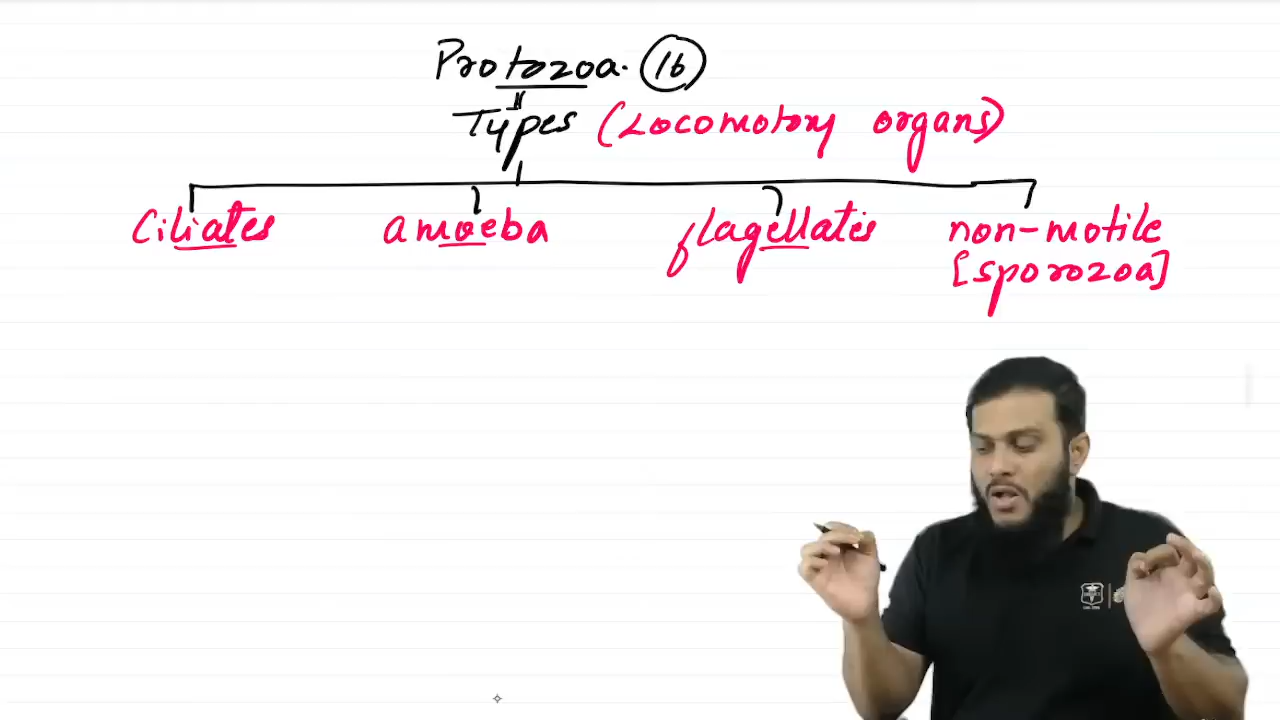 Protozoa. 16
Types (Locomotory organs)
Ciliates amoeba flagellates non-motile
[sporozoa]